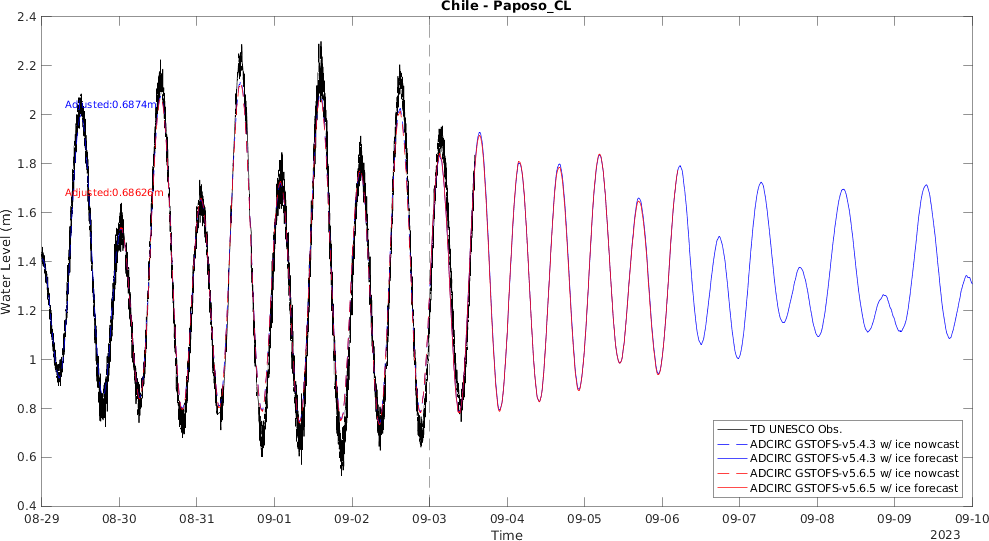 Chile - Paposo_CL
2.4
2.2
2
1.8
1.6
1.4
1.2
1
0.8
0.6
0.4
Water Level (m)
Adjusted:0.6874m
Adjusted:0.68626m
TD UNESCO Obs.
ADCIRC GSTOFS-v5.4.3 w/ ice nowcast
ADCIRC GSTOFS-v5.4.3 w/ ice forecast
ADCIRC GSTOFS-v5.6.5 w/ ice nowcast
ADCIRC GSTOFS-v5.6.5 w/ ice forecast
08-29 08-30 08-31 09-01 09-02 09-03 09-04 09-05 09-06 09-07 09-08 09-09 09-10
Time
2023